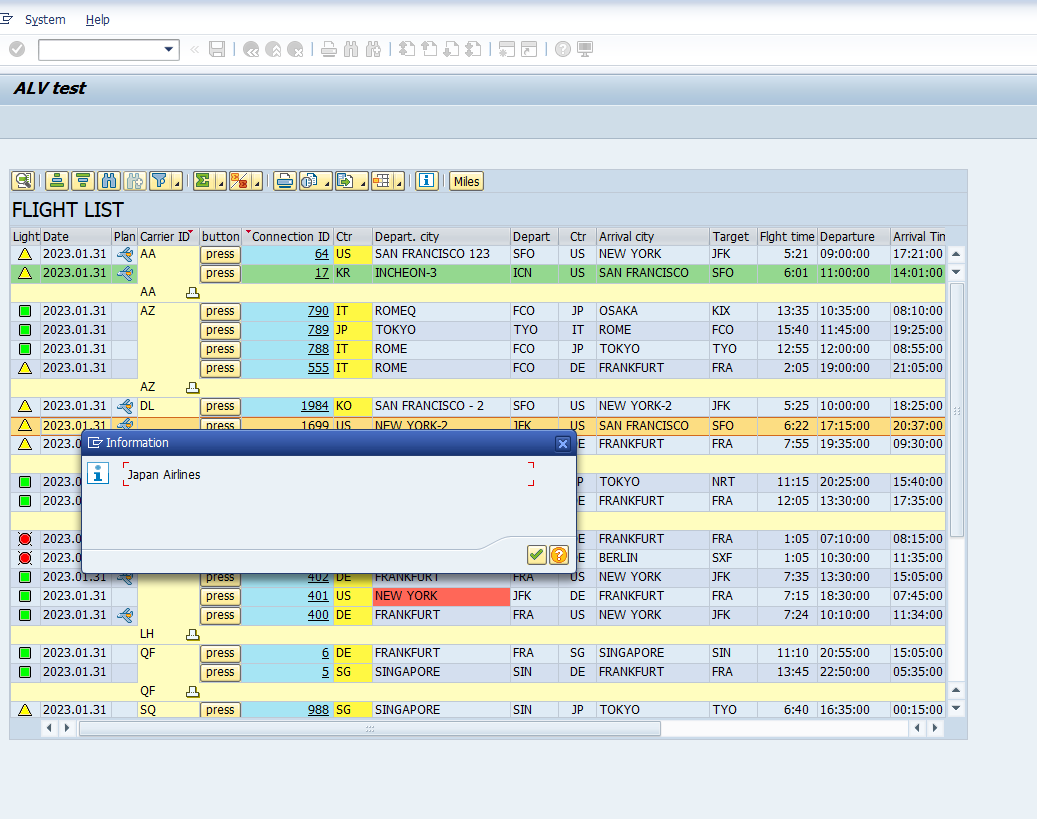 System Help
ALV test
Miles
FLIGHT LIST
Light Date Plan Carrier ID button Connection ID Ctr Depart. city Depart Ctr Arrival city Target Flght time Departure Arrival Tin
2023.01.31 AA press 64 US SAN FRANCISCO 123 SFO US NEW YORK JFK 5:21 09:00:00 17:21:00
2023.01.31 press 17 KR INCHEON-3 ICN US SAN FRANCISCO SFO 6:01 11:00:00 14:01:00
AA
2023.01.31 AZ press 790 IT ROMEQ FCO JP OSAKA KIX 13:35 10:35:00 08:10:00
2023.01.31 press 789 JP TOKYO TYO IT ROME FCO 15:40 11:45:00 19:25:00
2023.01.31 press 788 IT ROME FCO JP TOKYO TYO 12:55 12:00:00 08:55:00
2023.01.31 press 555 IT ROME FCO DE FRANKFURT FRA 2:05 19:00:00 21:05:00
AZ
2023.01.31 DL press 1984 KO SAN FRANCISCO - 2 SFO US NEW YORK-2 JFK 5:25 10:00:00 18:25:00
2023.01.31 press 1699 US NEW YORK-2 JFK US SAN FRANCISCO SFO 6:22 17:15:00 20:37:00
2023.0 E FRANKFURT FRA 7:55 19:35:00 09:30:00
Information
Japan Airlines
2023.0 P TOKYO NRT 11:15 20:25:00 15:40:00
2023.0 E FRANKFURT FRA 12:05 13:30:00 17:35:00
2023.0 E FRANKFURT FRA 1:05 07:10:00 08:15:00
2023.0 E BERLIN SXF 1:05 10:30:00 11:35:00
2023.01.31 press 402 DE FRANKFURT FRA US NEW YORK JFK 7:35 13:30:00 15:05:00
2023.01.31 press 401 US NEW YORK JFK DE FRANKFURT FRA 7:15 18:30:00 07:45:00
2023.01.31 press 400 DE FRANKFURT FRA US NEW YORK JFK 7:24 10:10:00 11:34:00
LH
2023.01.31 QF press 6 DE FRANKFURT FRA SG SINGAPORE SIN 11:10 20:55:00 15:05:00
2023.01.31 press 5 SG SINGAPORE SIN DE FRANKFURT FRA 13:45 22:50:00 05:35:00
QF
2023.01.31 SQ press 988 SG SINGAPORE SIN JP TOKYO TYO 6:40 16:35:00 00:15:00